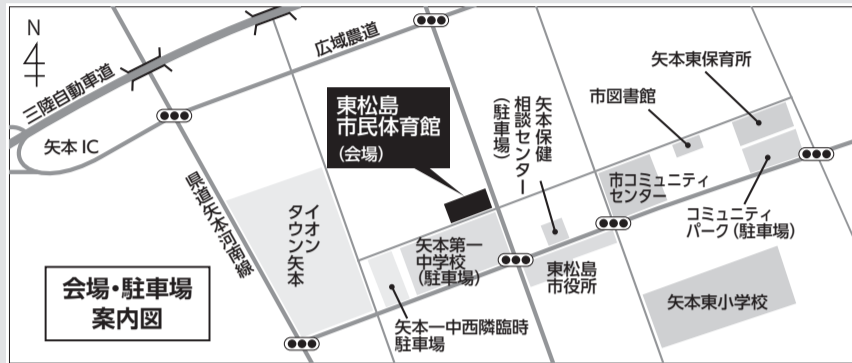 N
三陸自動車道
広域農道
矢本IC
県道矢本河南線
イオン
タウン矢本
東松島
市民体育館
(会場)
矢本保健
相談センター
(駐車場)
市図書館
矢本東保育所
市コミュニティ
センター
コミュニティ
パーク(駐車場)
矢本第一
中学校
(駐車場)
東松島
市役所
矢本東小学校
矢本一中西隣臨時
駐車場
会場・駐車場
案内図